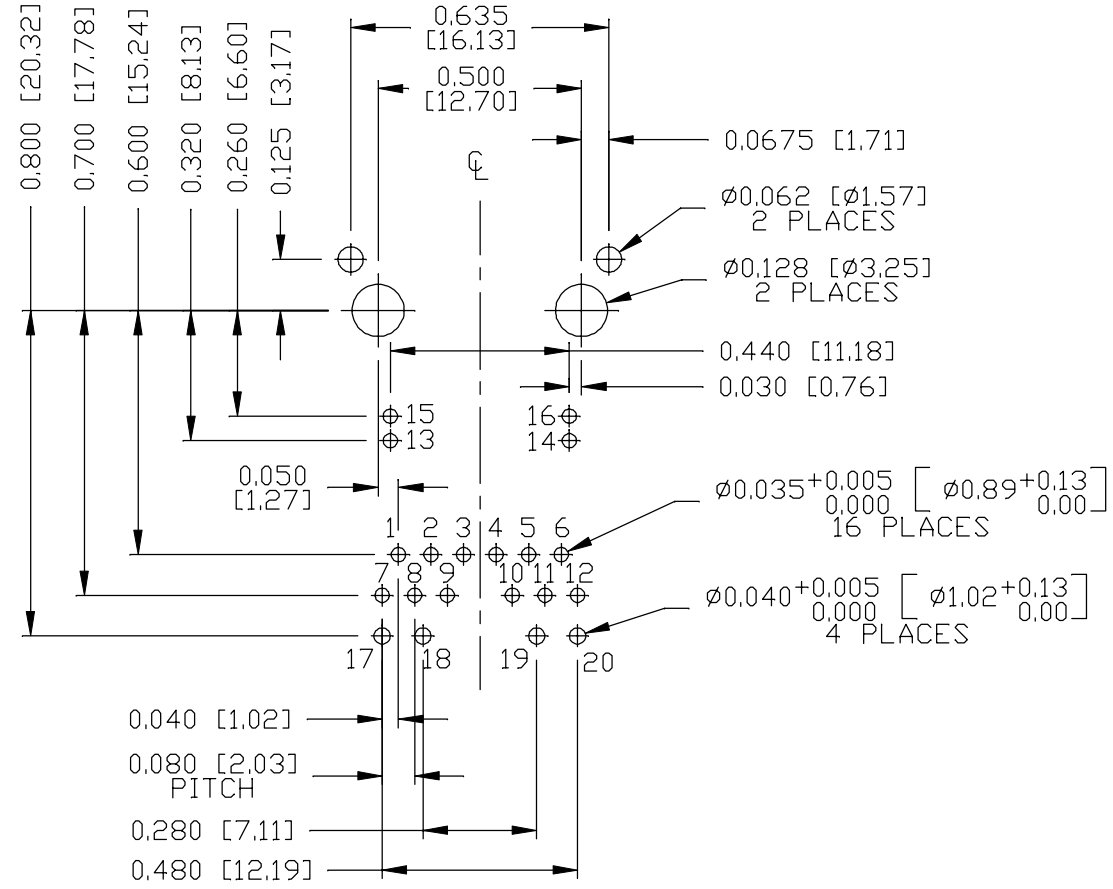 0.800 [20.32]
0.700 [17.78]
0.600 [15.24]
0.320 [8.13]
0.260 [6.60]
0.125 [3.17]
0.635
[16.13]
0.500
[12.70]
0.0675 [1.71]
℄
Ø0.062 [Ø1.57]
2 PLACES
Ø0.128 [Ø3.25]
2 PLACES
0.440 [11.18]
0.030 [0.76]
15 16
13 14
0.050
[1.27]
Ø0.035 +0.005 0.000 [Ø0.89 +0.13 0.00]
16 PLACES
1 2 3 4 5 6
7 8 9 10 11 12
Ø0.040 +0.005 0.000 [Ø1.02 +0.13 0.00]
4 PLACES
17 18 19 20
0.040 [1.02]
0.080 [2.03]
PITCH
0.280 [7.11]
0.480 [12.19]